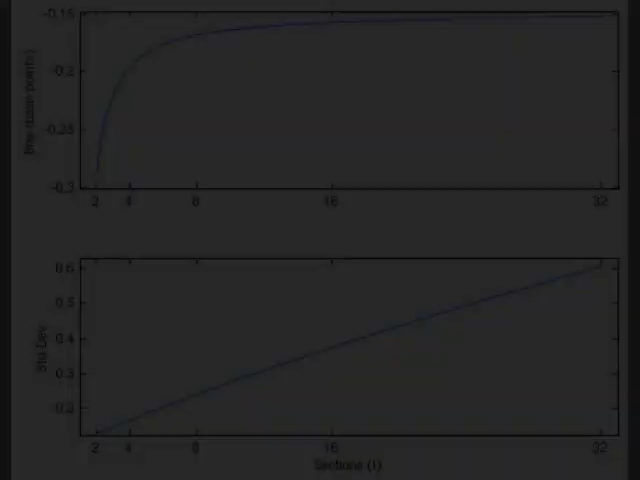 -0.15
-0.2
-0.25
-0.3
2 4 8 16 32
0.6
0.5
0.4
0.3
0.2
Std Dev
2 4 8 16 32
Sections (I)